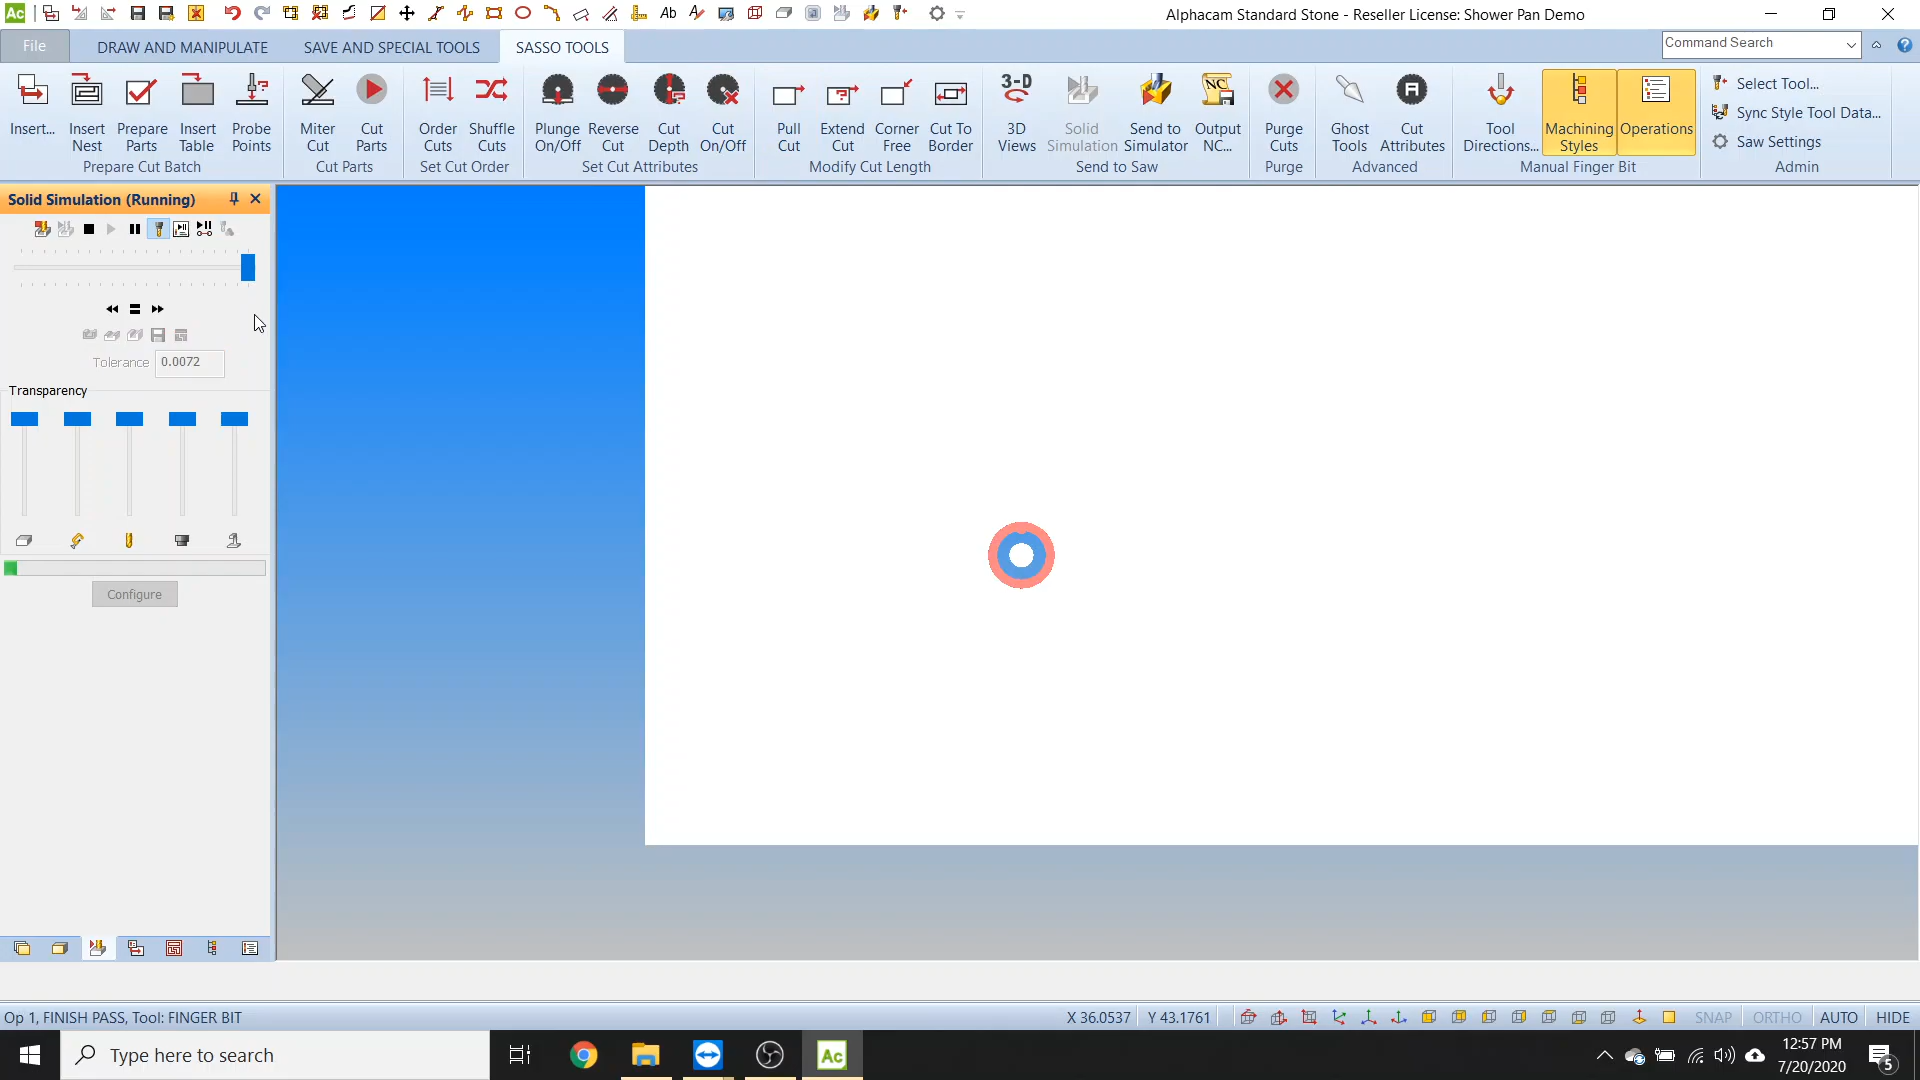 Ac
Ab
Alphacam Standard Stone - Reseller License: Shower Pan Demo
File
DRAW AND MANIPULATE
SAVE AND SPECIAL TOOLS
SASSO TOOLS
Command Search
Insert...
Insert
Nest
Prepare
Parts
Insert
Table
Probe
Points
Prepare Cut Batch
Miter
Cut
Cut
Parts
Cut Parts
Order
Cuts
Shuffle
Cuts
Set Cut Order
Plunge
On/Off
Reverse
Cut
Cut
Depth
Cut
On/Off
Set Cut Attributes
Pull
Cut
Extend
Cut
Corner
Free
Cut To
Border
Modify Cut Length
3-D
3D
Views
Solid
Simulation
Send to
Simulator
NC
Output
NC...
Send to Saw
Purge
Cuts
Purge
Ghost
Tools
A
Cut
Attributes
Advanced
Tool
Directions...
Machining
Styles
Operations
Manual Finger Bit
Select Tool...
Sync Style Tool Data...
Saw Settings
Admin
Solid Simulation (Running)
Tolerance 0.0072
Transparency
Configure
Op 1, FINISH PASS, Tool: FINGER BIT
X 36.0537
Y 43.1761
SNAP
ORTHO
AUTO
HIDE
Type here to search
Ac
12:57 PM
7/20/2020
5